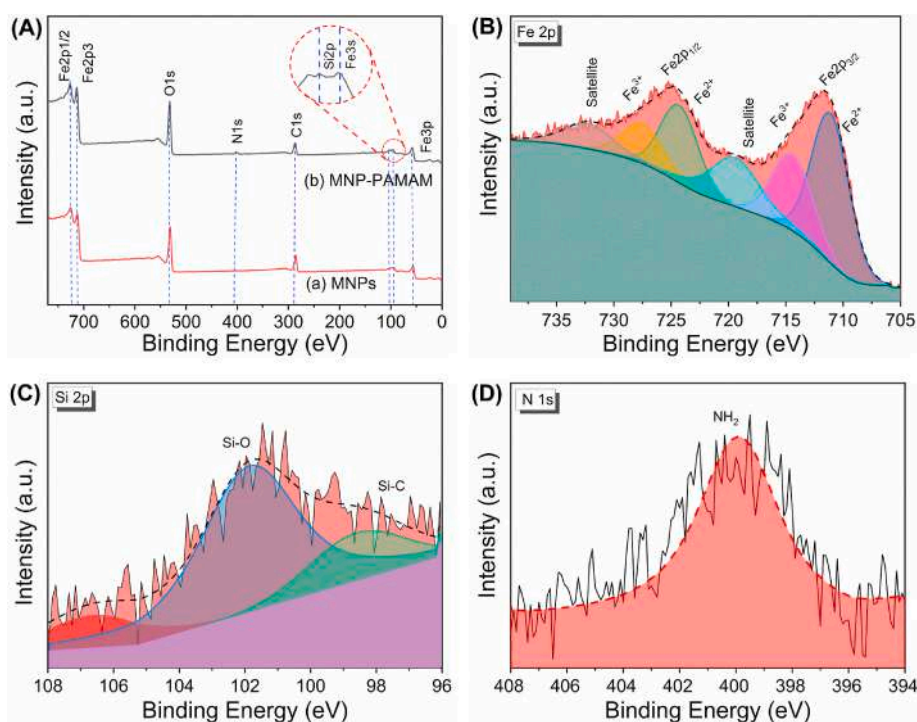 (A)
Fe2p1/2
Fe2p3
O1s
N1s
C1s
Si2p
Fe3s
Fe3p
(b) MNP-PAMAM
(a) MNPs
Intensity (a.u.)
700 600 500 400 300 200 100 0
Binding Energy (eV)
(B)
Fe 2p
Satellite
Fe³⁺
Fe2p₁/₂
Fe²⁺
Satellite
Fe³⁺
Fe2p₃/₂
Fe²⁺
Intensity (a.u.)
735 730 725 720 715 710 705
Binding Energy (eV)
(C)
Si 2p
Si-O
Si-C
Intensity (a.u.)
108 106 104 102 100 98 96
Binding Energy (eV)
(D)
N 1s
NH₂
Intensity (a.u.)
408 406 404 402 400 398 396 394
Binding Energy (eV)